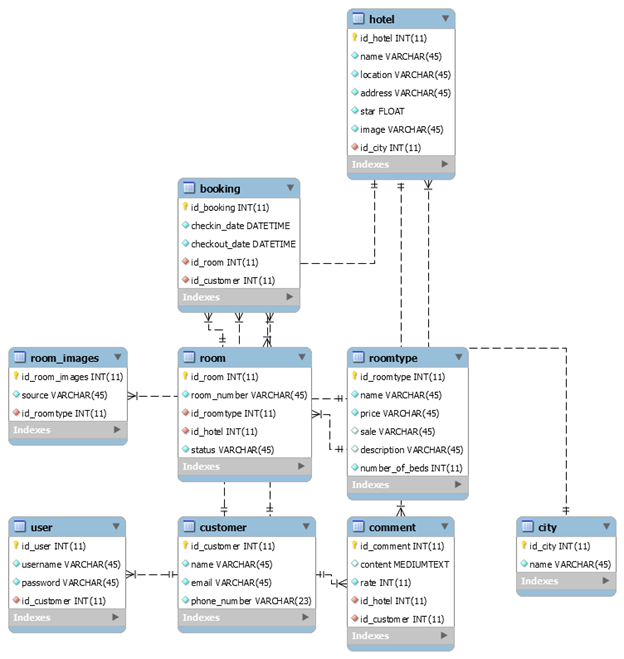 hotel
id_hotel INT(11)
name VARCHAR(45)
location VARCHAR(45)
address VARCHAR(45)
star FLOAT
image VARCHAR(45)
id_city INT(11)
Indexes
booking
id_booking INT(11)
checkin_date DATETIME
checkout_date DATETIME
id_room INT(11)
id_customer INT(11)
Indexes
room_images
id_room_images INT(11)
source VARCHAR(45)
id_roomtype INT(11)
Indexes
room
id_room INT(11)
room_number VARCHAR(45)
id_roomtype INT(11)
id_hotel INT(11)
status VARCHAR(45)
Indexes
roomtype
id_roomtype INT(11)
name VARCHAR(45)
price VARCHAR(45)
sale VARCHAR(45)
description VARCHAR(45)
number_of_beds INT(11)
Indexes
user
id_user INT(11)
username VARCHAR(45)
password VARCHAR(45)
id_customer INT(11)
Indexes
customer
id_customer INT(11)
name VARCHAR(45)
email VARCHAR(45)
phone_number VARCHAR(23)
Indexes
comment
id_comment INT(11)
content MEDIUMTEXT
rate INT(11)
id_hotel INT(11)
id_customer INT(11)
Indexes
city
id_city INT(11)
name VARCHAR(45)
Indexes